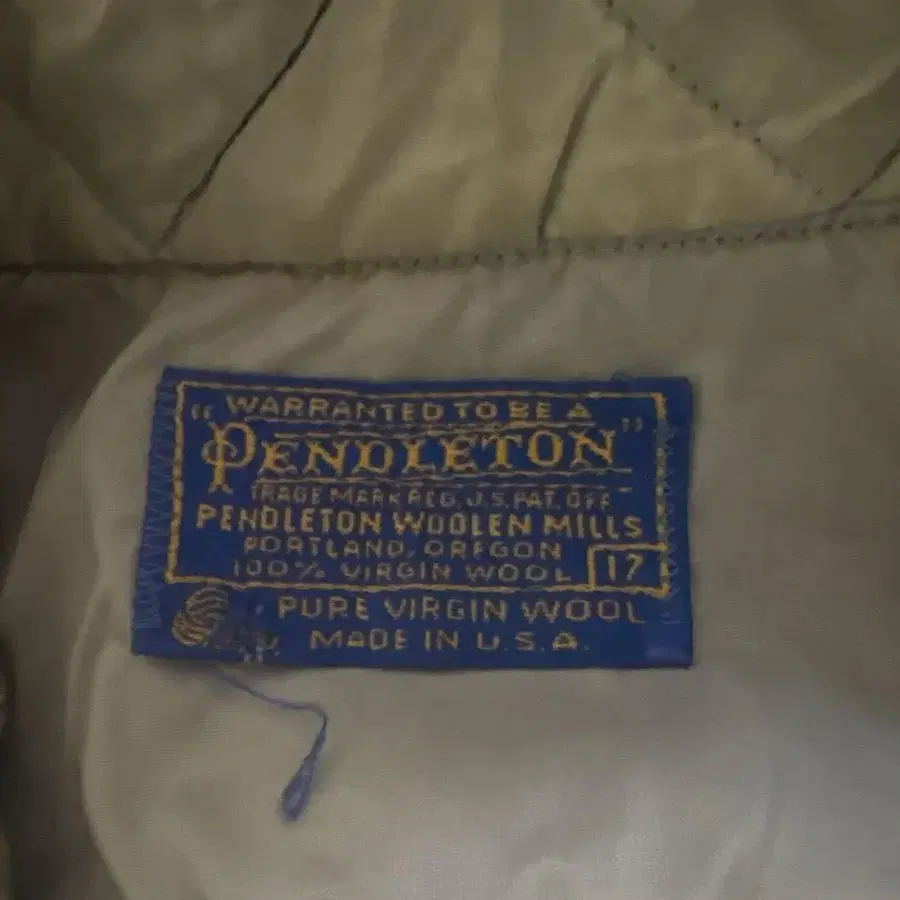 WARRANTED TO BE A
"PENDLETON"
TRADE MARK REG. U.S. PAT. OFF
PENDLETON WOOLEN MILLS
PORTLAND, OREGON
100% VIRGIN WOOL 17
PURE VIRGIN WOOL
MADE IN U.S.A.